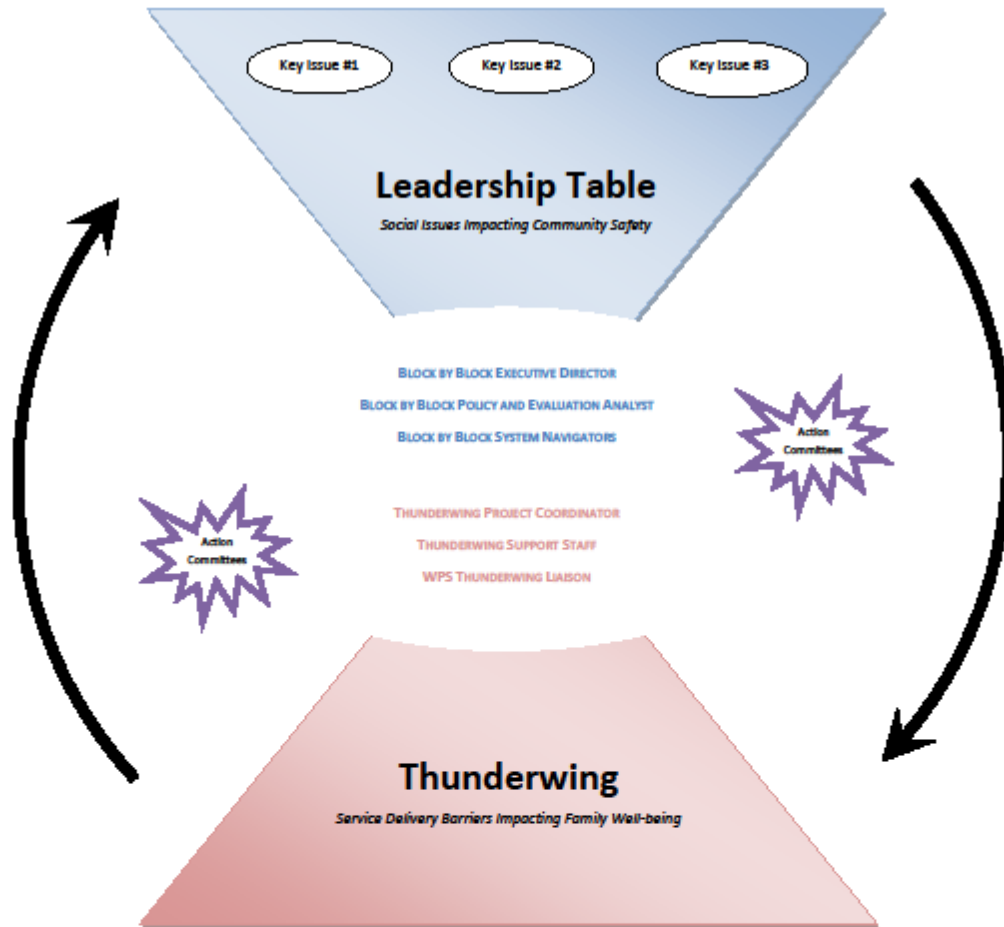 Key Issue #1
Key Issue #2
Key Issue #3
Leadership Table
Social Issues Impacting Community Safety
BLOCK BY BLOCK EXECUTIVE DIRECTOR
BLOCK BY BLOCK POLICY AND EVALUATION ANALYST
BLOCK BY BLOCK SYSTEM NAVIGATORS
Action
Committees
THUNDERWING PROJECT COORDINATOR
THUNDERWING SUPPORT STAFF
WPS THUNDERWING LIAISON
Action
Committees
Thunderwing
Service Delivery Barriers Impacting Family Well-being